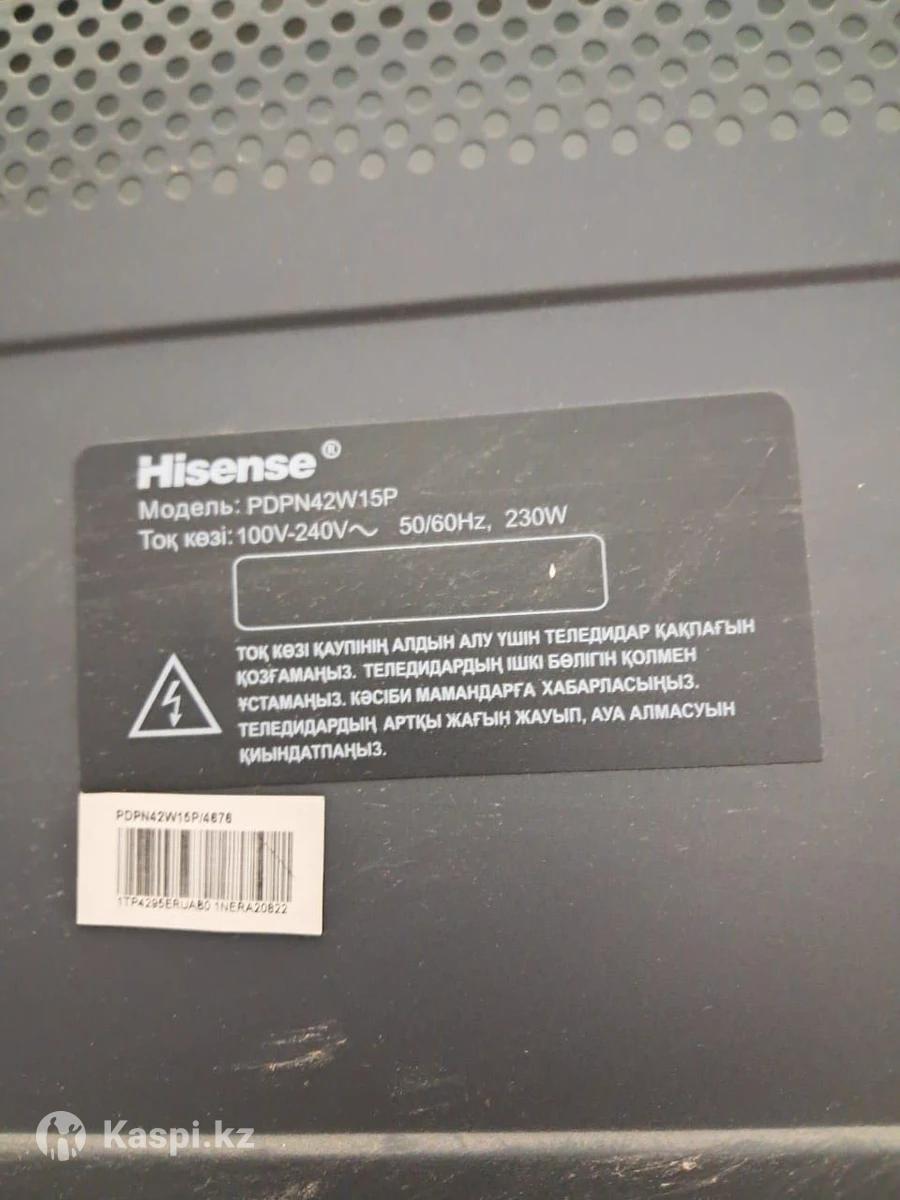 Hisense®
Модель: PDPN42W15P
Тоқ көзі: 100V-240V~ 50/60Hz, 230W
ТОҚ КӨЗІ ҚАУПІНІҢ АЛДЫН АЛУ ҮШІН ТЕЛЕДИДАР ҚАҚПАҒЫН
ҚОЗҒАМАҢЫЗ. ТЕЛЕДИДАРДЫҢ ІШКІ БӨЛІГІН ҚОЛМЕН
ҰСТАМАҢЫЗ. КӘСІБИ МАМАНДАРҒА ХАБАРЛАСЫҢЫЗ.
ТЕЛЕДИДАРДЫҢ АРТҚЫ ЖАҒЫН ЖАУЫП, АУА АЛМАСУЫН
ҚИЫНДАТПАҢЫЗ.
PDPN42W15P/4676
1TP4295ERUA80 1NERA20822
Kaspi.kz